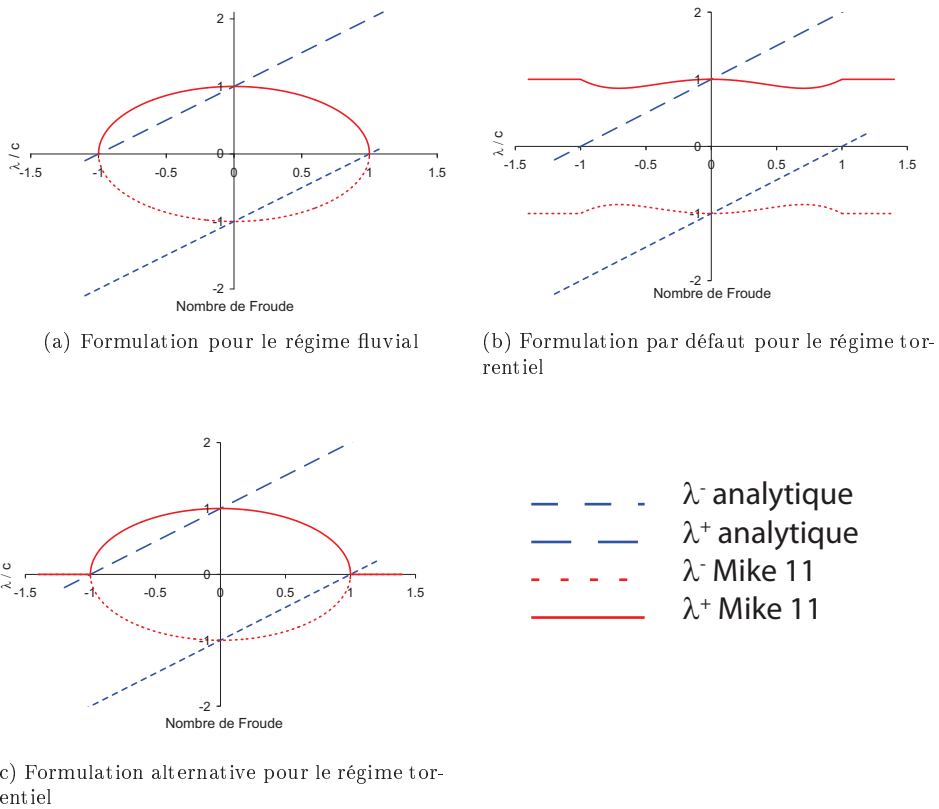 2
1
0
-1
-2
-1.5
-1
-0.5
0
0.5
1
1.5
λ / c
Nombre de Froude
(a) Formulation pour le régime fluvial
2
1
0
-1
-2
-1.5
-1
-0.5
0
0.5
1
1.5
λ / c
Nombre de Froude
(b) Formulation par défaut pour le régime tor-
rentiel
2
1
0
-1
-2
-1.5
-1
-0.5
0
0.5
1
1.5
λ / c
Nombre de Froude
c) Formulation alternative pour le régime tor-
entiel
λ- analytique
λ+ analytique
λ- Mike 11
λ+ Mike 11